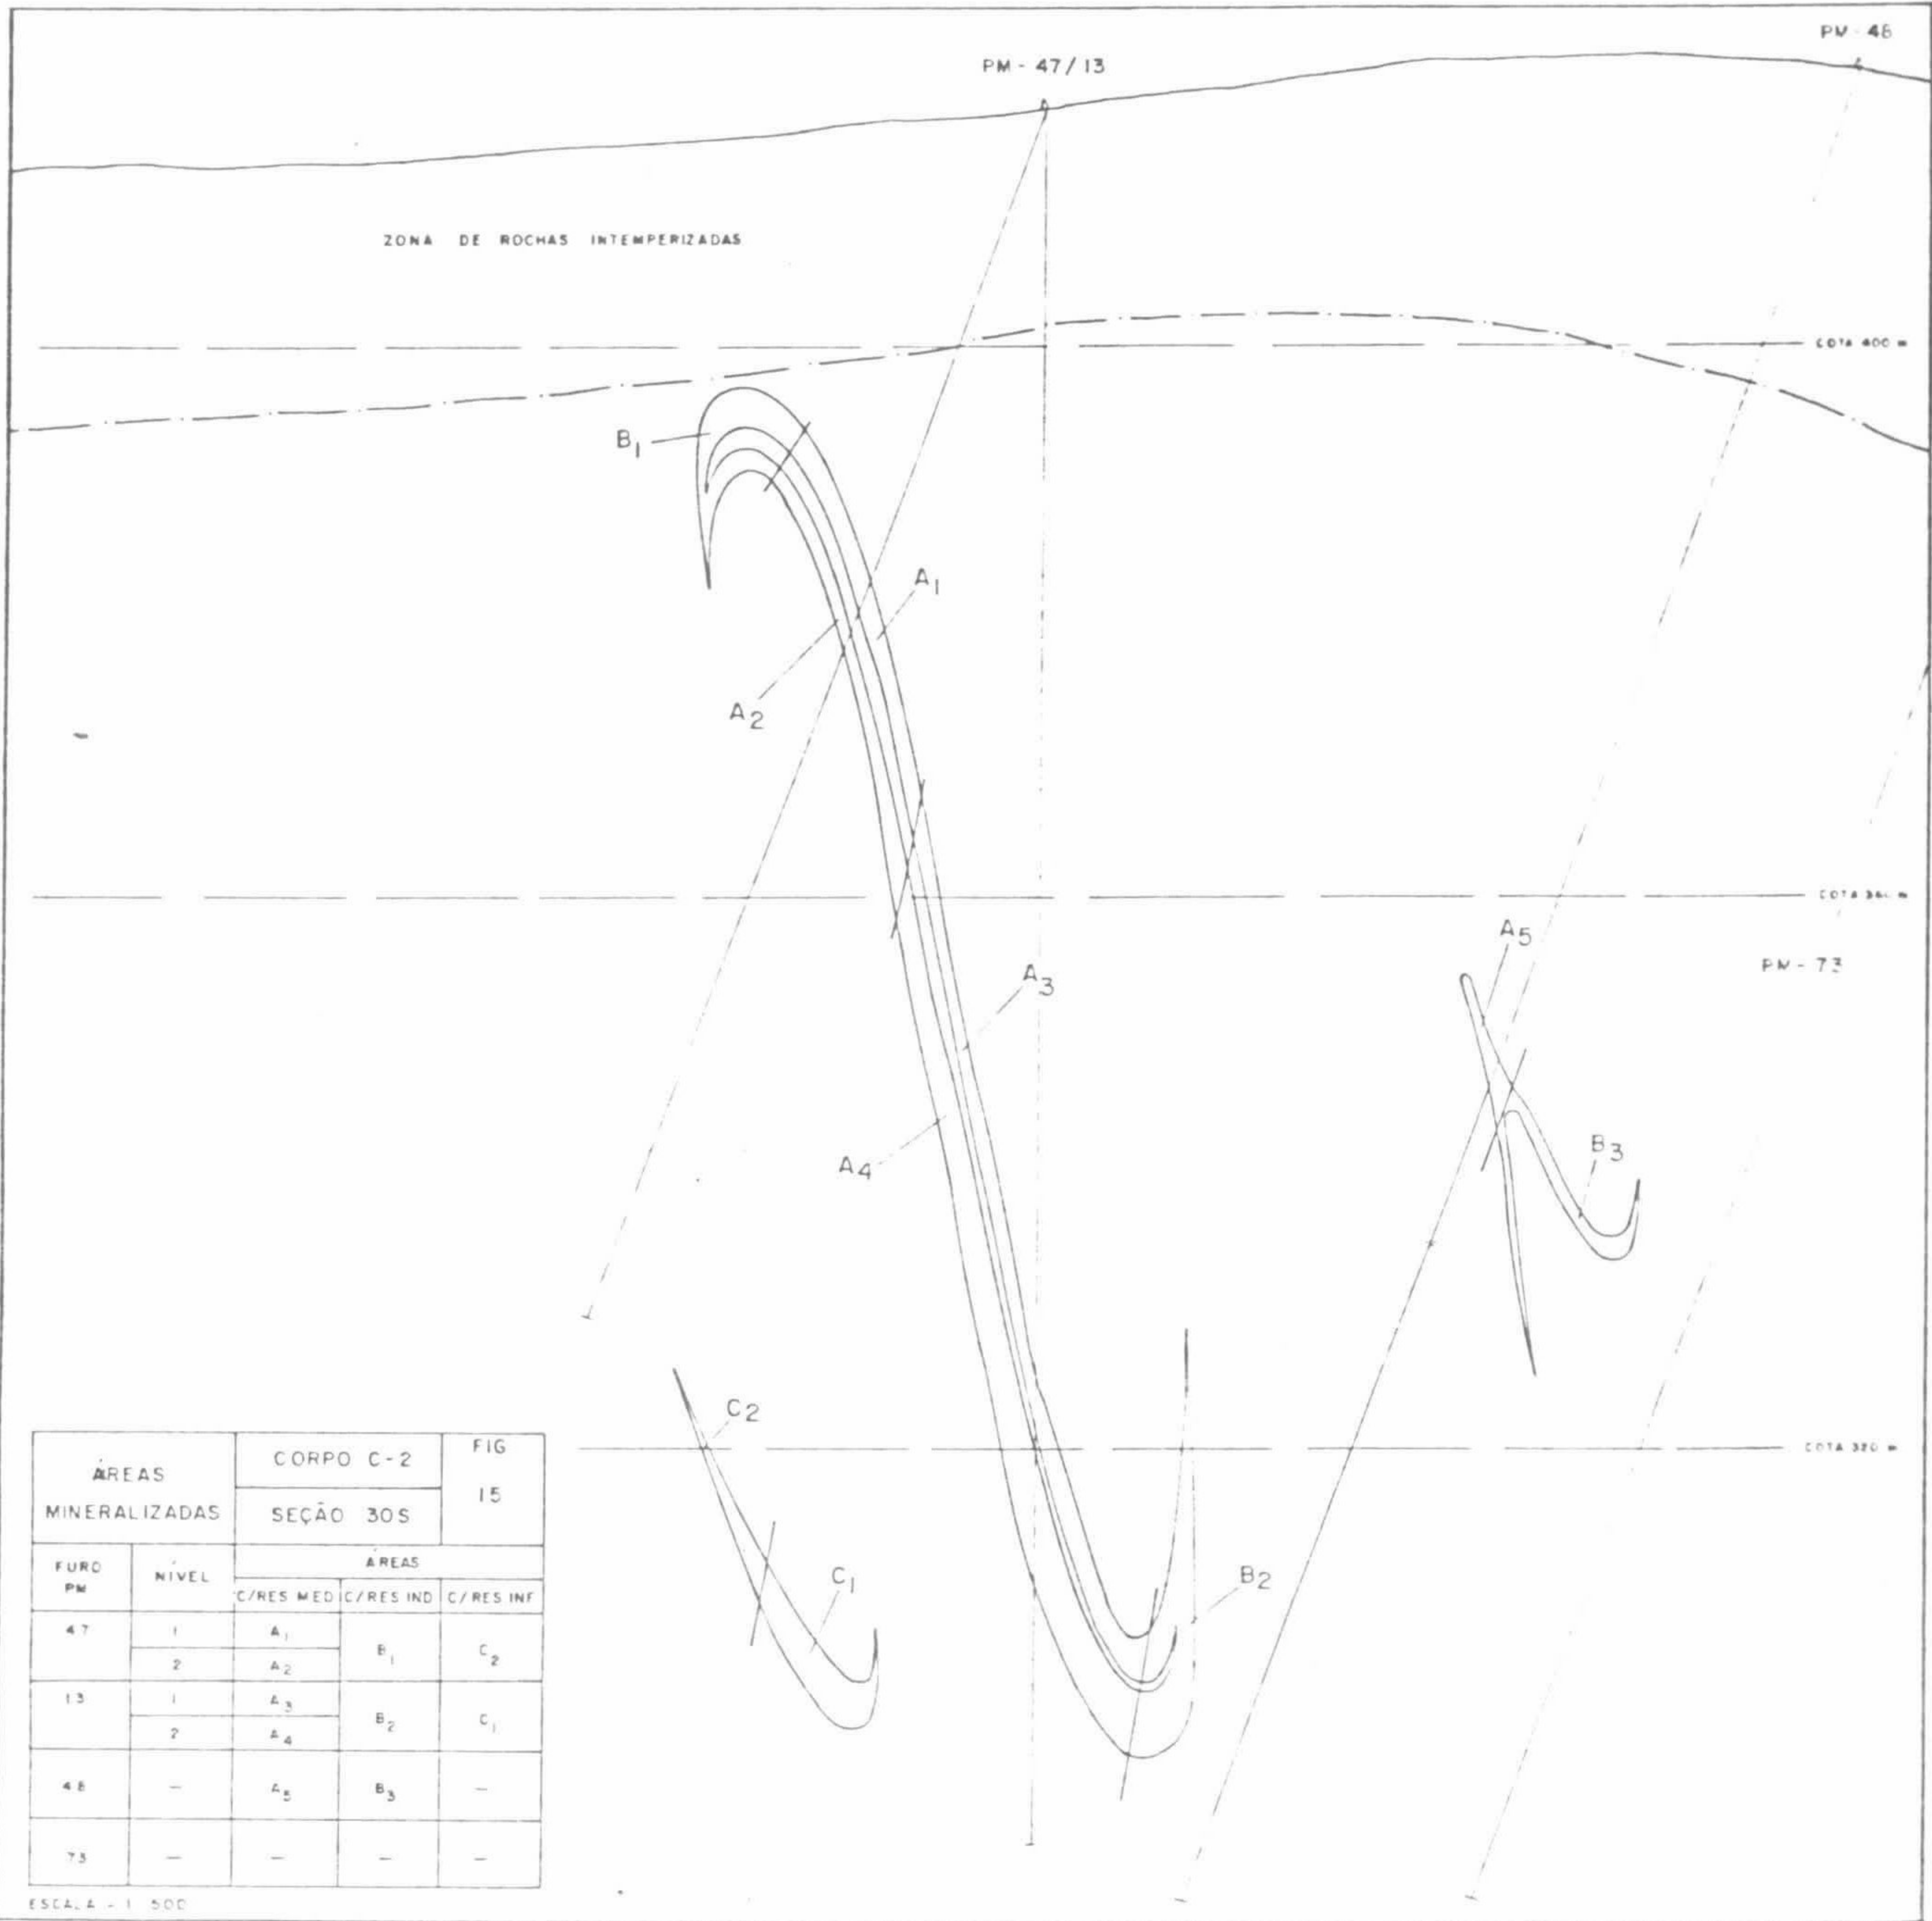 PM - 48
PM - 47/13
ZONA DE ROCHAS INTEMPERIZADAS
COTA 400 m
B1
A1
A2
COTA 360 m
A5
PM - 73
A3
B3
A4
C2
COTA 320 m
C1
B2
ÁREAS MINERALIZADAS
CORPO C-2
SEÇÃO 30S
FIG 15
FURO PM
NÍVEL
ÁREAS
C/RES MED C/RES IND C/RES INF
47 1 A1 B1 C2
2 A2
13 1 A3 B2 C1
2 A4
48 — A5 B3 —
73 — — — —
ESCALA - 1 500